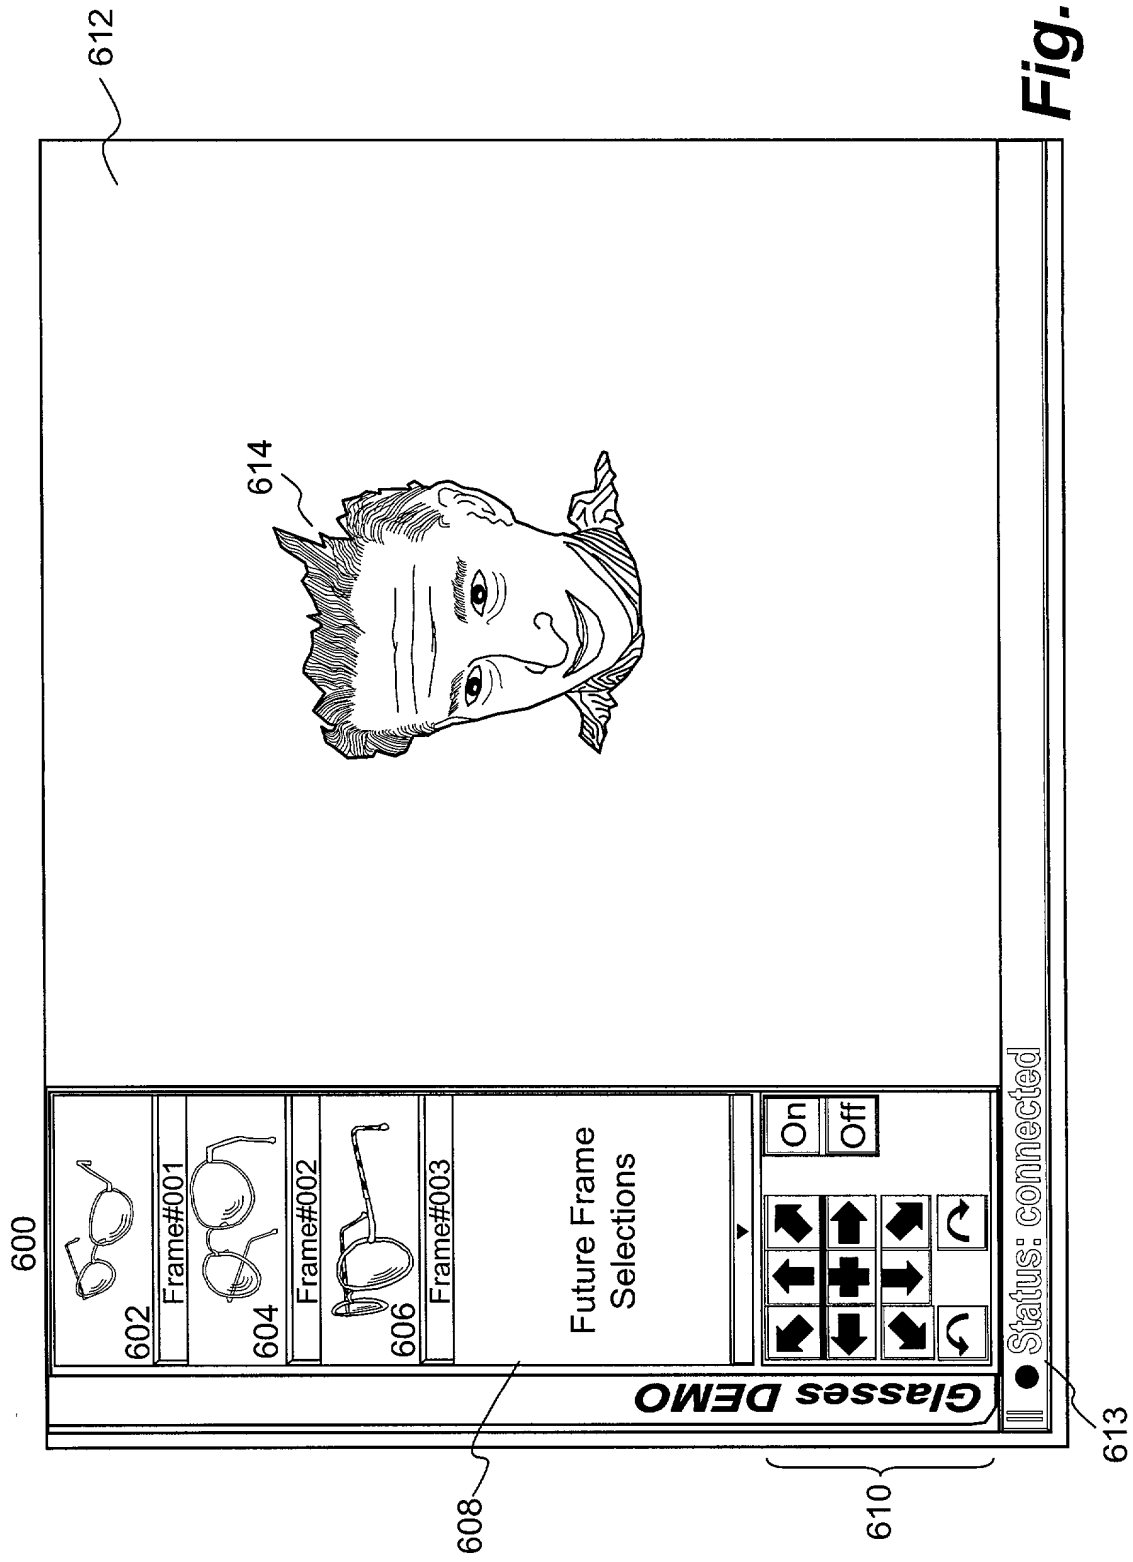 600
602
Frame#001
604
Frame#002
606
Frame#003
Future Frame
Selections
608
Glasses DEMO
On
Off
610
Status: connected
613
612
614
Fig.